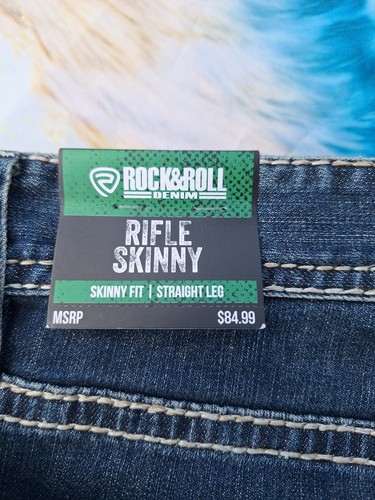 ROCK&ROLL
DENIM
RIFLE
SKINNY
SKINNY FIT | STRAIGHT LEG
MSRP $84.99